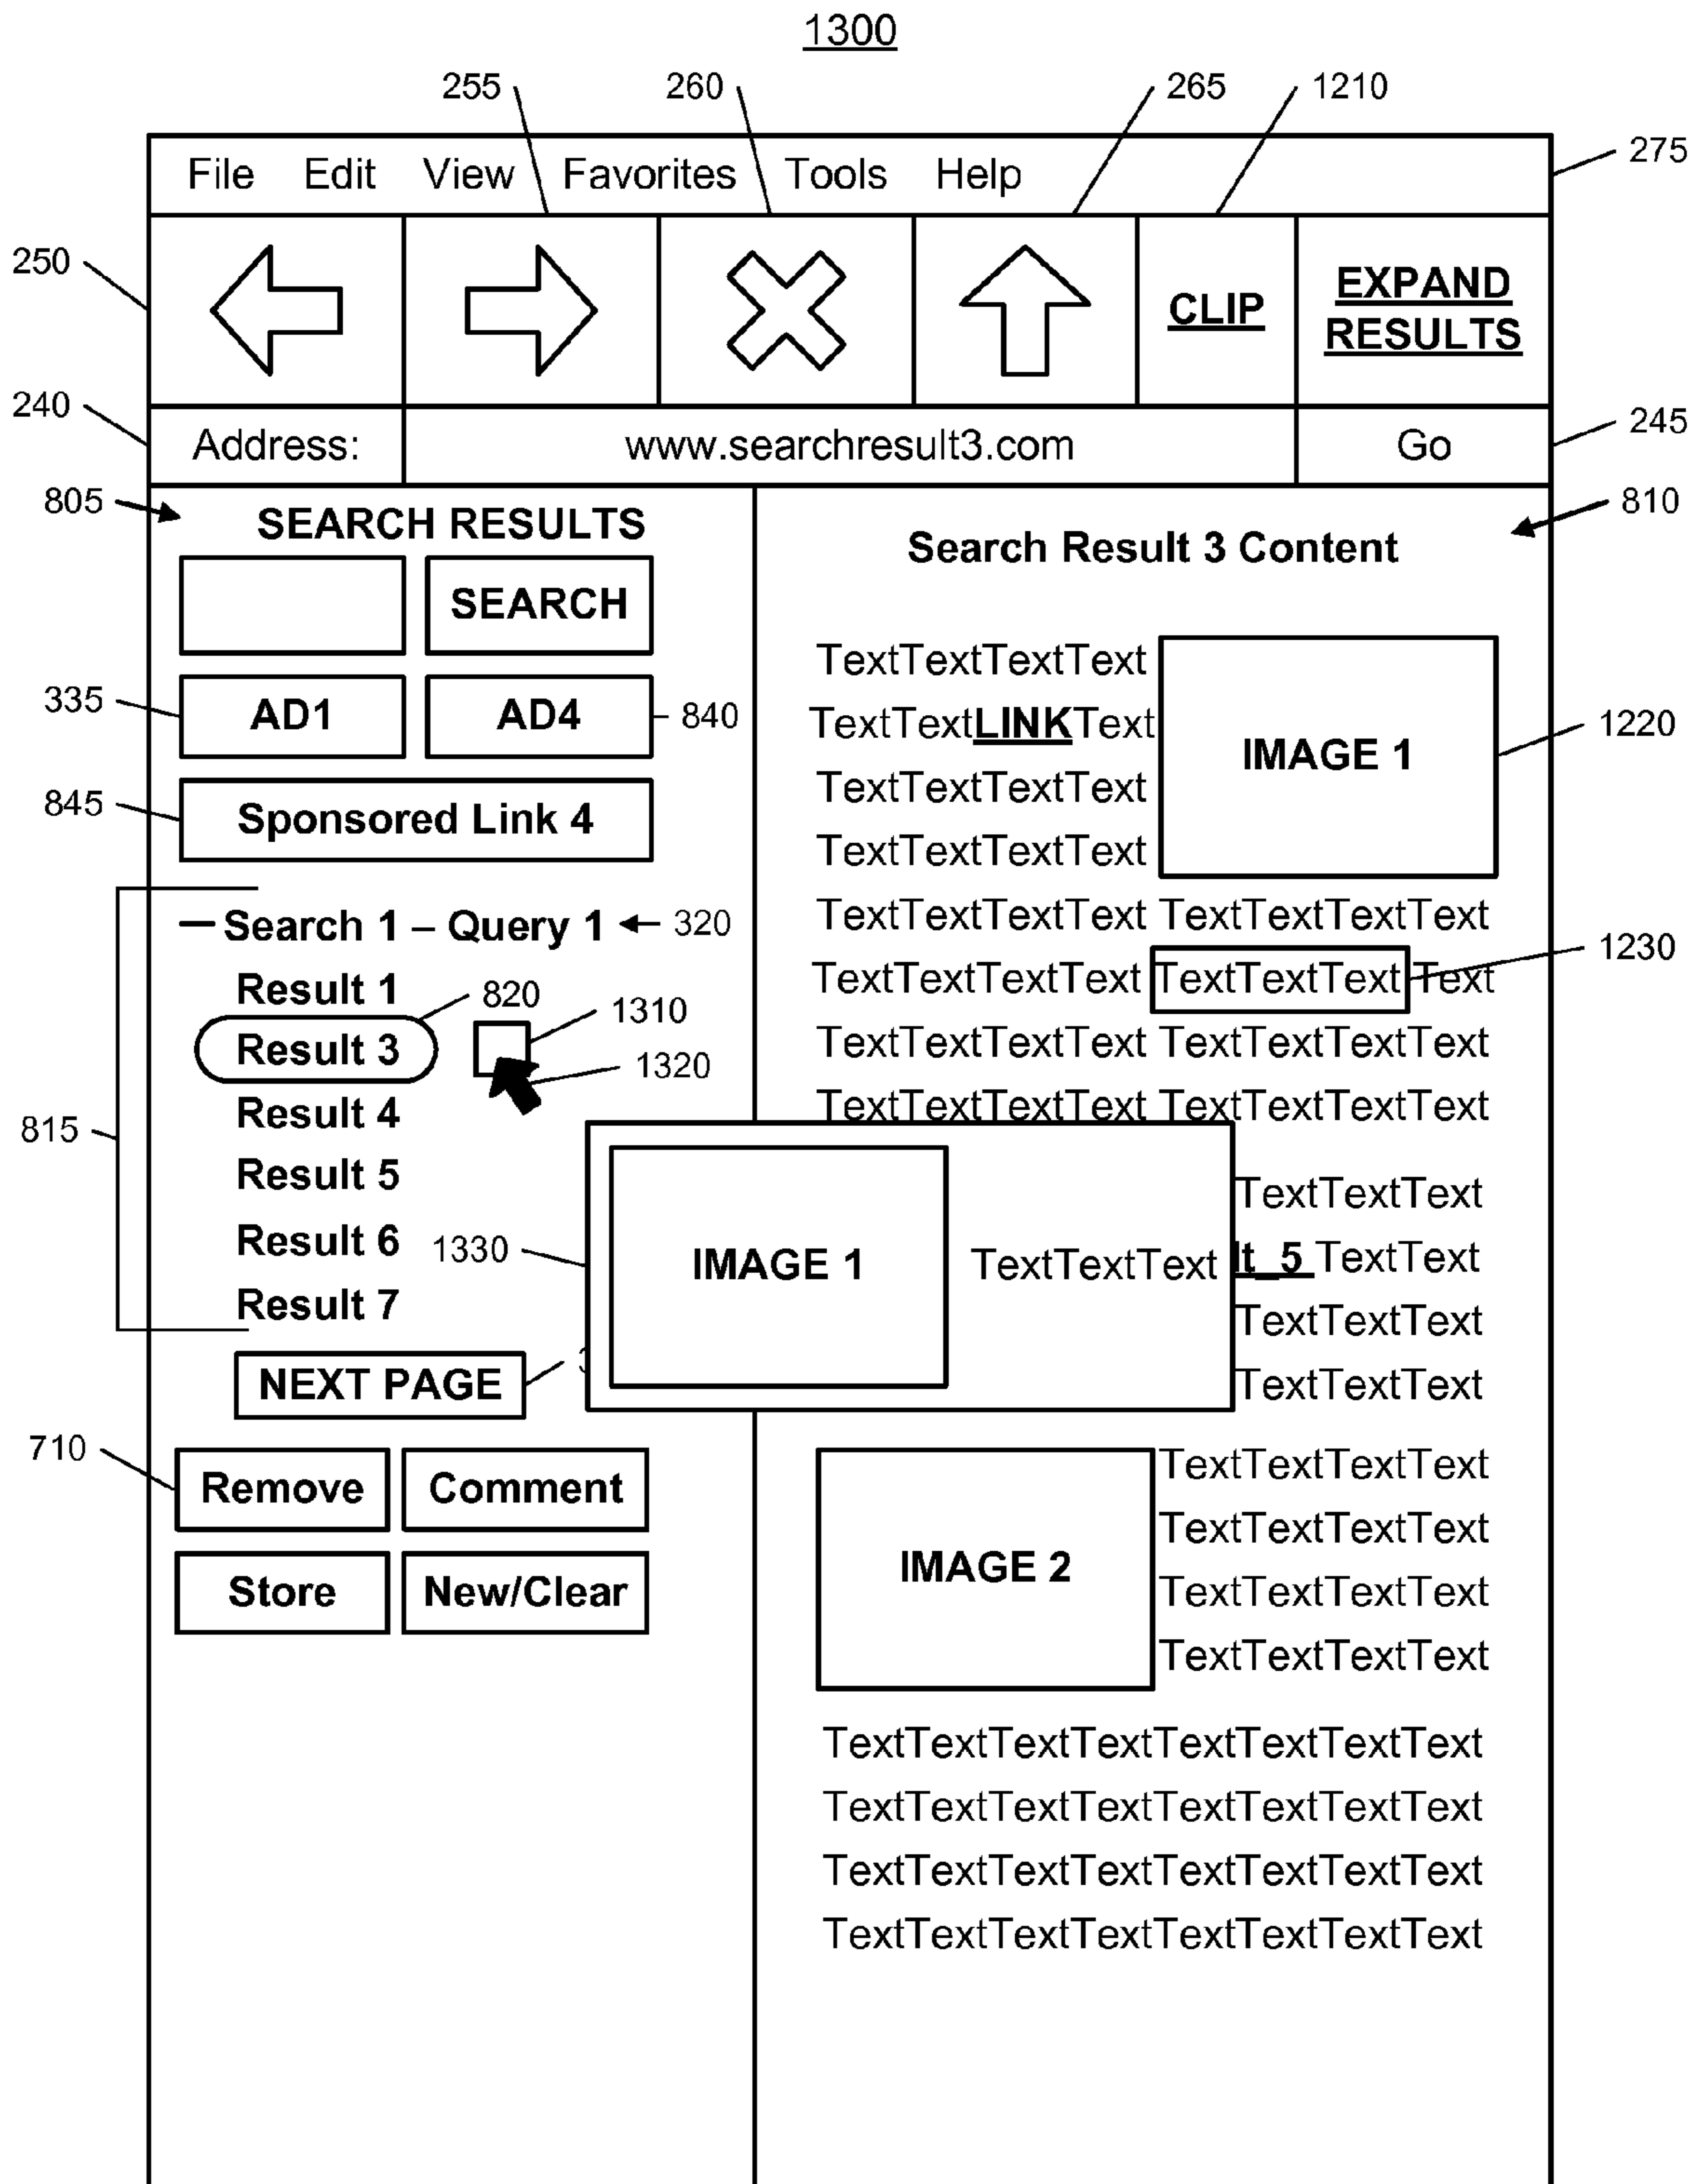 1300
255 260 265 1210
File Edit View Favorites Tools Help 275
250 CLIP EXPAND RESULTS
240 Address: www.searchresult3.com Go 245
805 SEARCH RESULTS
SEARCH
335 AD1 AD4 840
845 Sponsored Link 4
Search 1 – Query 1 320
Result 1
820 1310
Result 3
1320
Result 4
815
Result 5
Result 6
Result 7
NEXT PAGE
710 Remove Comment
Store New/Clear
810
Search Result 3 Content
TextTextTextText
TextTextLINKText
IMAGE 1 1220
TextTextTextText
TextTextTextText
TextTextTextText TextTextTextText
TextTextTextText TextTextText Text 1230
TextTextTextText TextTextTextText
TextTextTextText TextTextTextText
TextTextText
1330 IMAGE 1 TextTextText lt_5 TextText
TextTextText
TextTextText
TextTextTextText
TextTextTextText
IMAGE 2
TextTextTextText
TextTextTextText
TextTextTextTextTextTextTextText
TextTextTextTextTextTextTextText
TextTextTextTextTextTextTextText
TextTextTextTextTextTextTextText